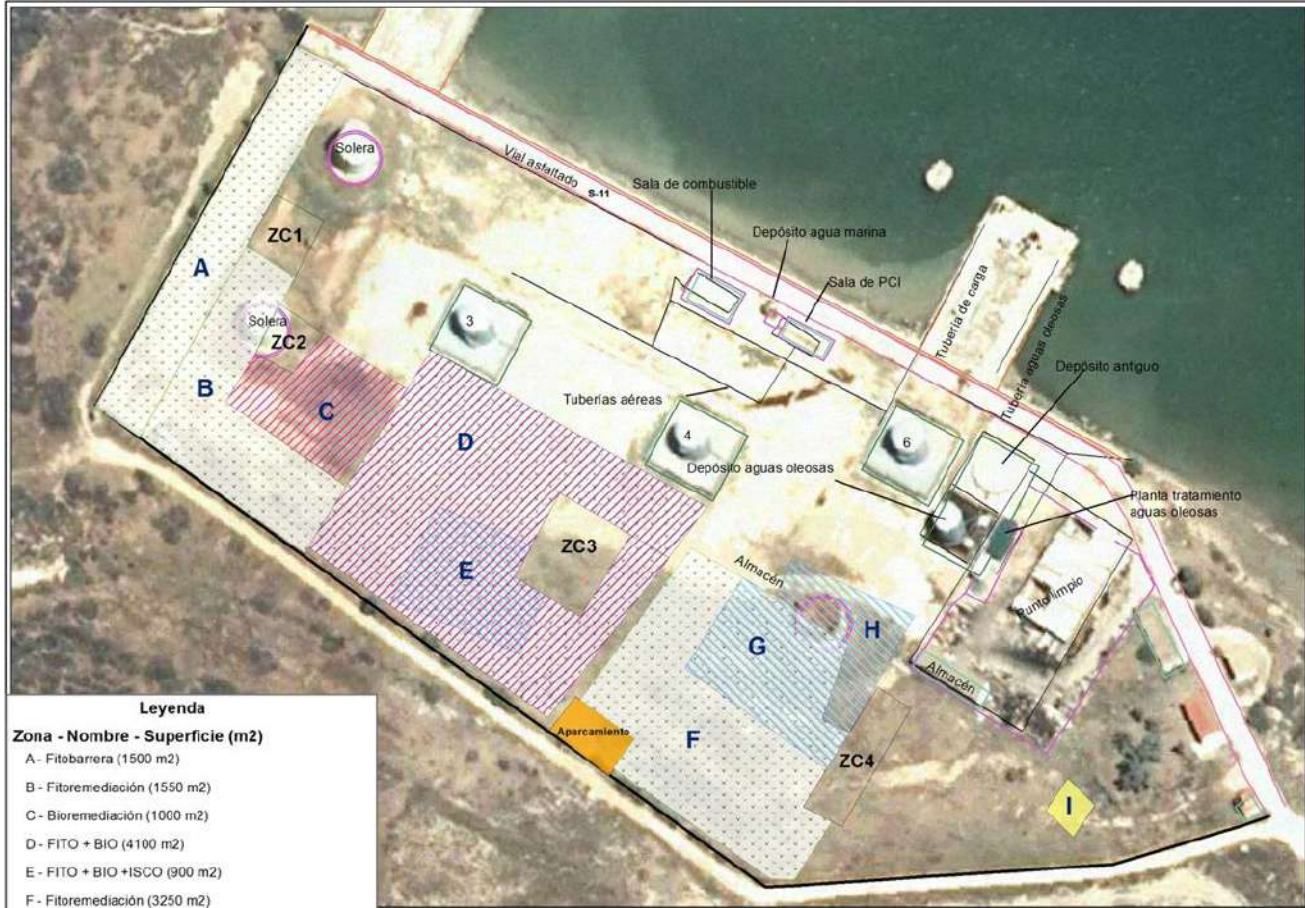 Solera
Vial asfaltado
S-11
Sala de combustible
Depósito agua marina
Sala de PCI
ZC1
A
Solera
ZC2
3
B
C
Tuberías aéreas
D
4
Depósito aguas oleosas
6
Tubería de carga
Tubería aguas oleosas
Depósito antiguo
Planta tratamiento
aguas oleosas
ZC3
E
Almacén
Punto limpio
G
H
Almacén
Aparcamiento
F
ZC4
I
Leyenda
Zona - Nombre - Superficie (m2)
A - Fitobarrera (1500 m2)
B - Fitoremediación (1550 m2)
C - Bioremediación (1000 m2)
D - FITO + BIO (4100 m2)
E - FITO + BIO +ISCO (900 m2)
F - Fitoremediación (3250 m2)